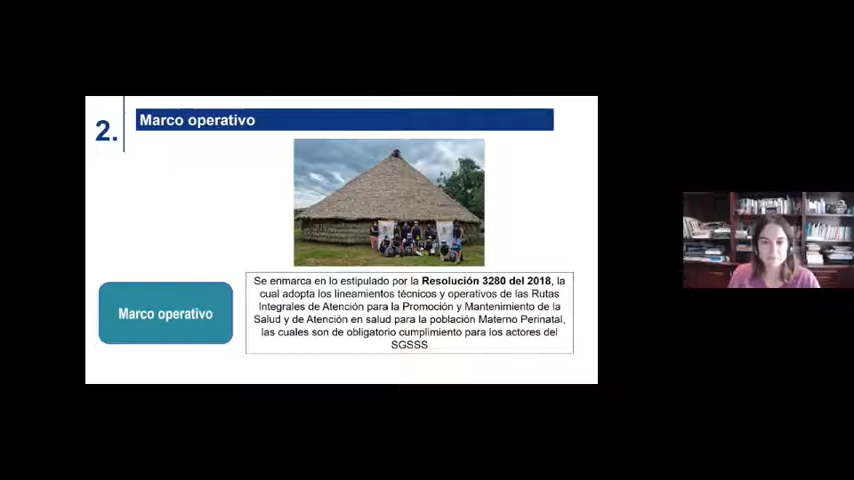 2.
Marco operativo
Marco operativo
Se enmarca en lo estipulado por la Resolución 3280 del 2018, la
cual adopta los lineamientos técnicos y operativos de las Rutas
Integrales de Atención para la Promoción y Mantenimiento de la
Salud y de Atención en salud para la población Materno Perinatal,
las cuales son de obligatorio cumplimiento para los actores del
SGSSS